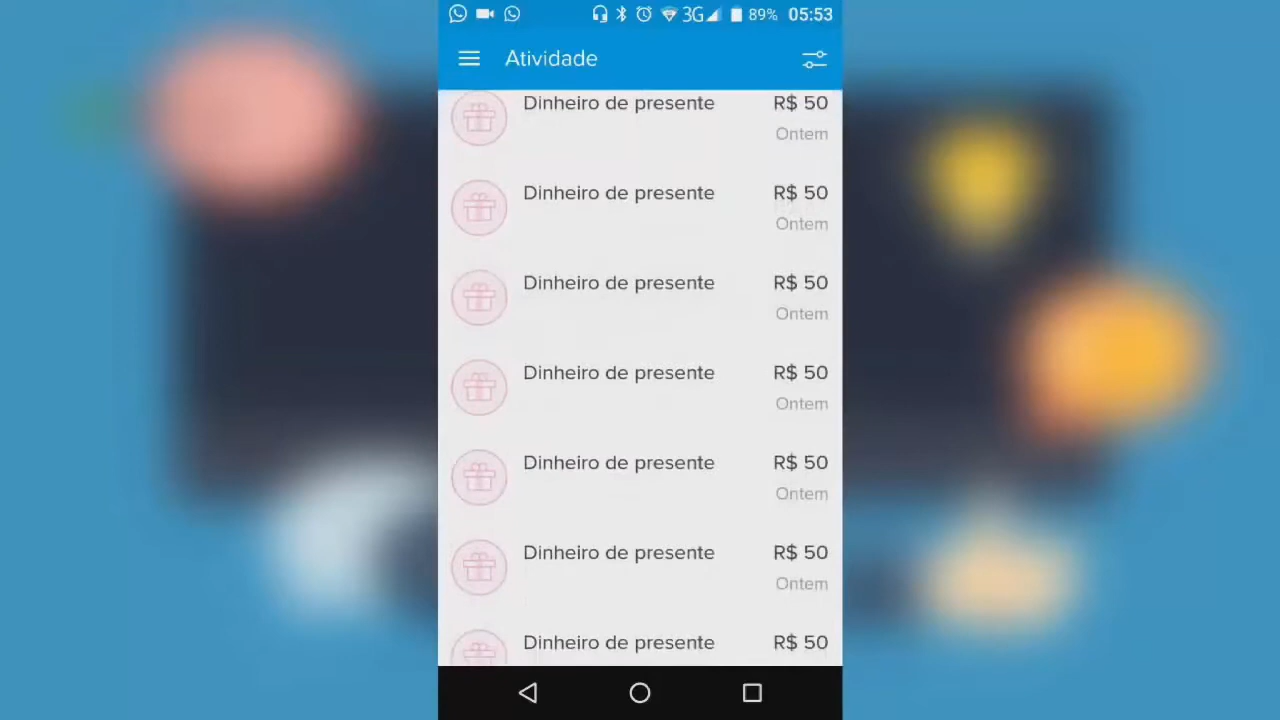 3G 89% 05:53
Atividade
Dinheiro de presente R$ 50
Ontem
Dinheiro de presente R$ 50
Ontem
Dinheiro de presente R$ 50
Ontem
Dinheiro de presente R$ 50
Ontem
Dinheiro de presente R$ 50
Ontem
Dinheiro de presente R$ 50
Ontem
Dinheiro de presente R$ 50